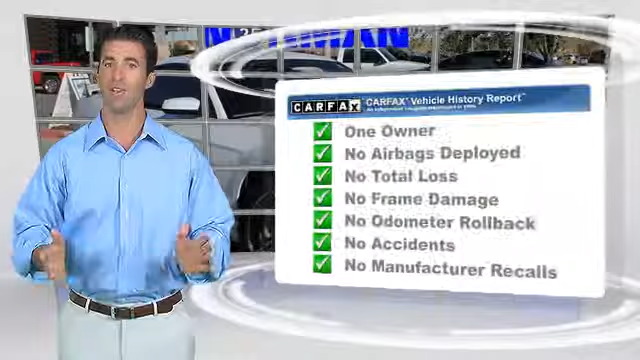 CARFAX CARFAX Vehicle History Report™
One Owner
No Airbags Deployed
No Total Loss
No Frame Damage
No Odometer Rollback
No Accidents
No Manufacturer Recalls